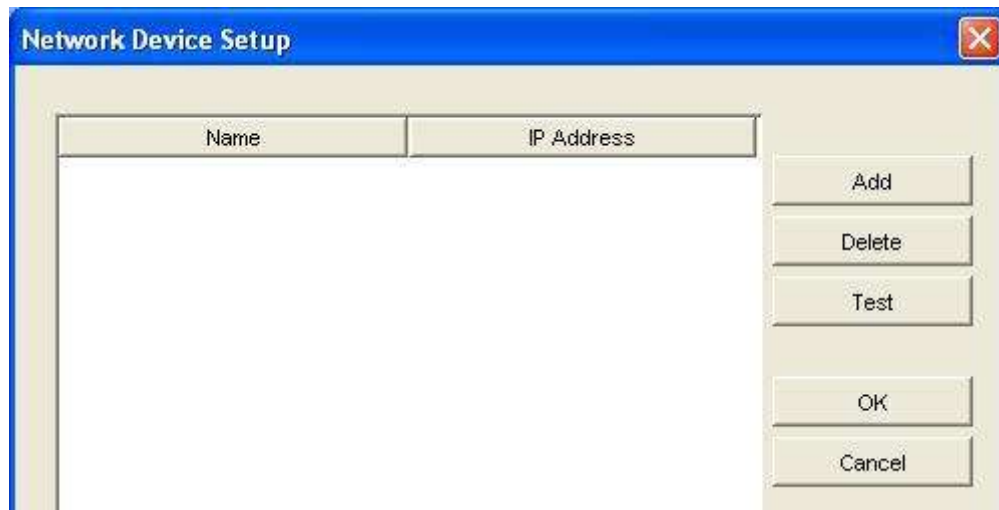 Network Device Setup
Name IP Address
Add
Delete
Test
OK
Cancel